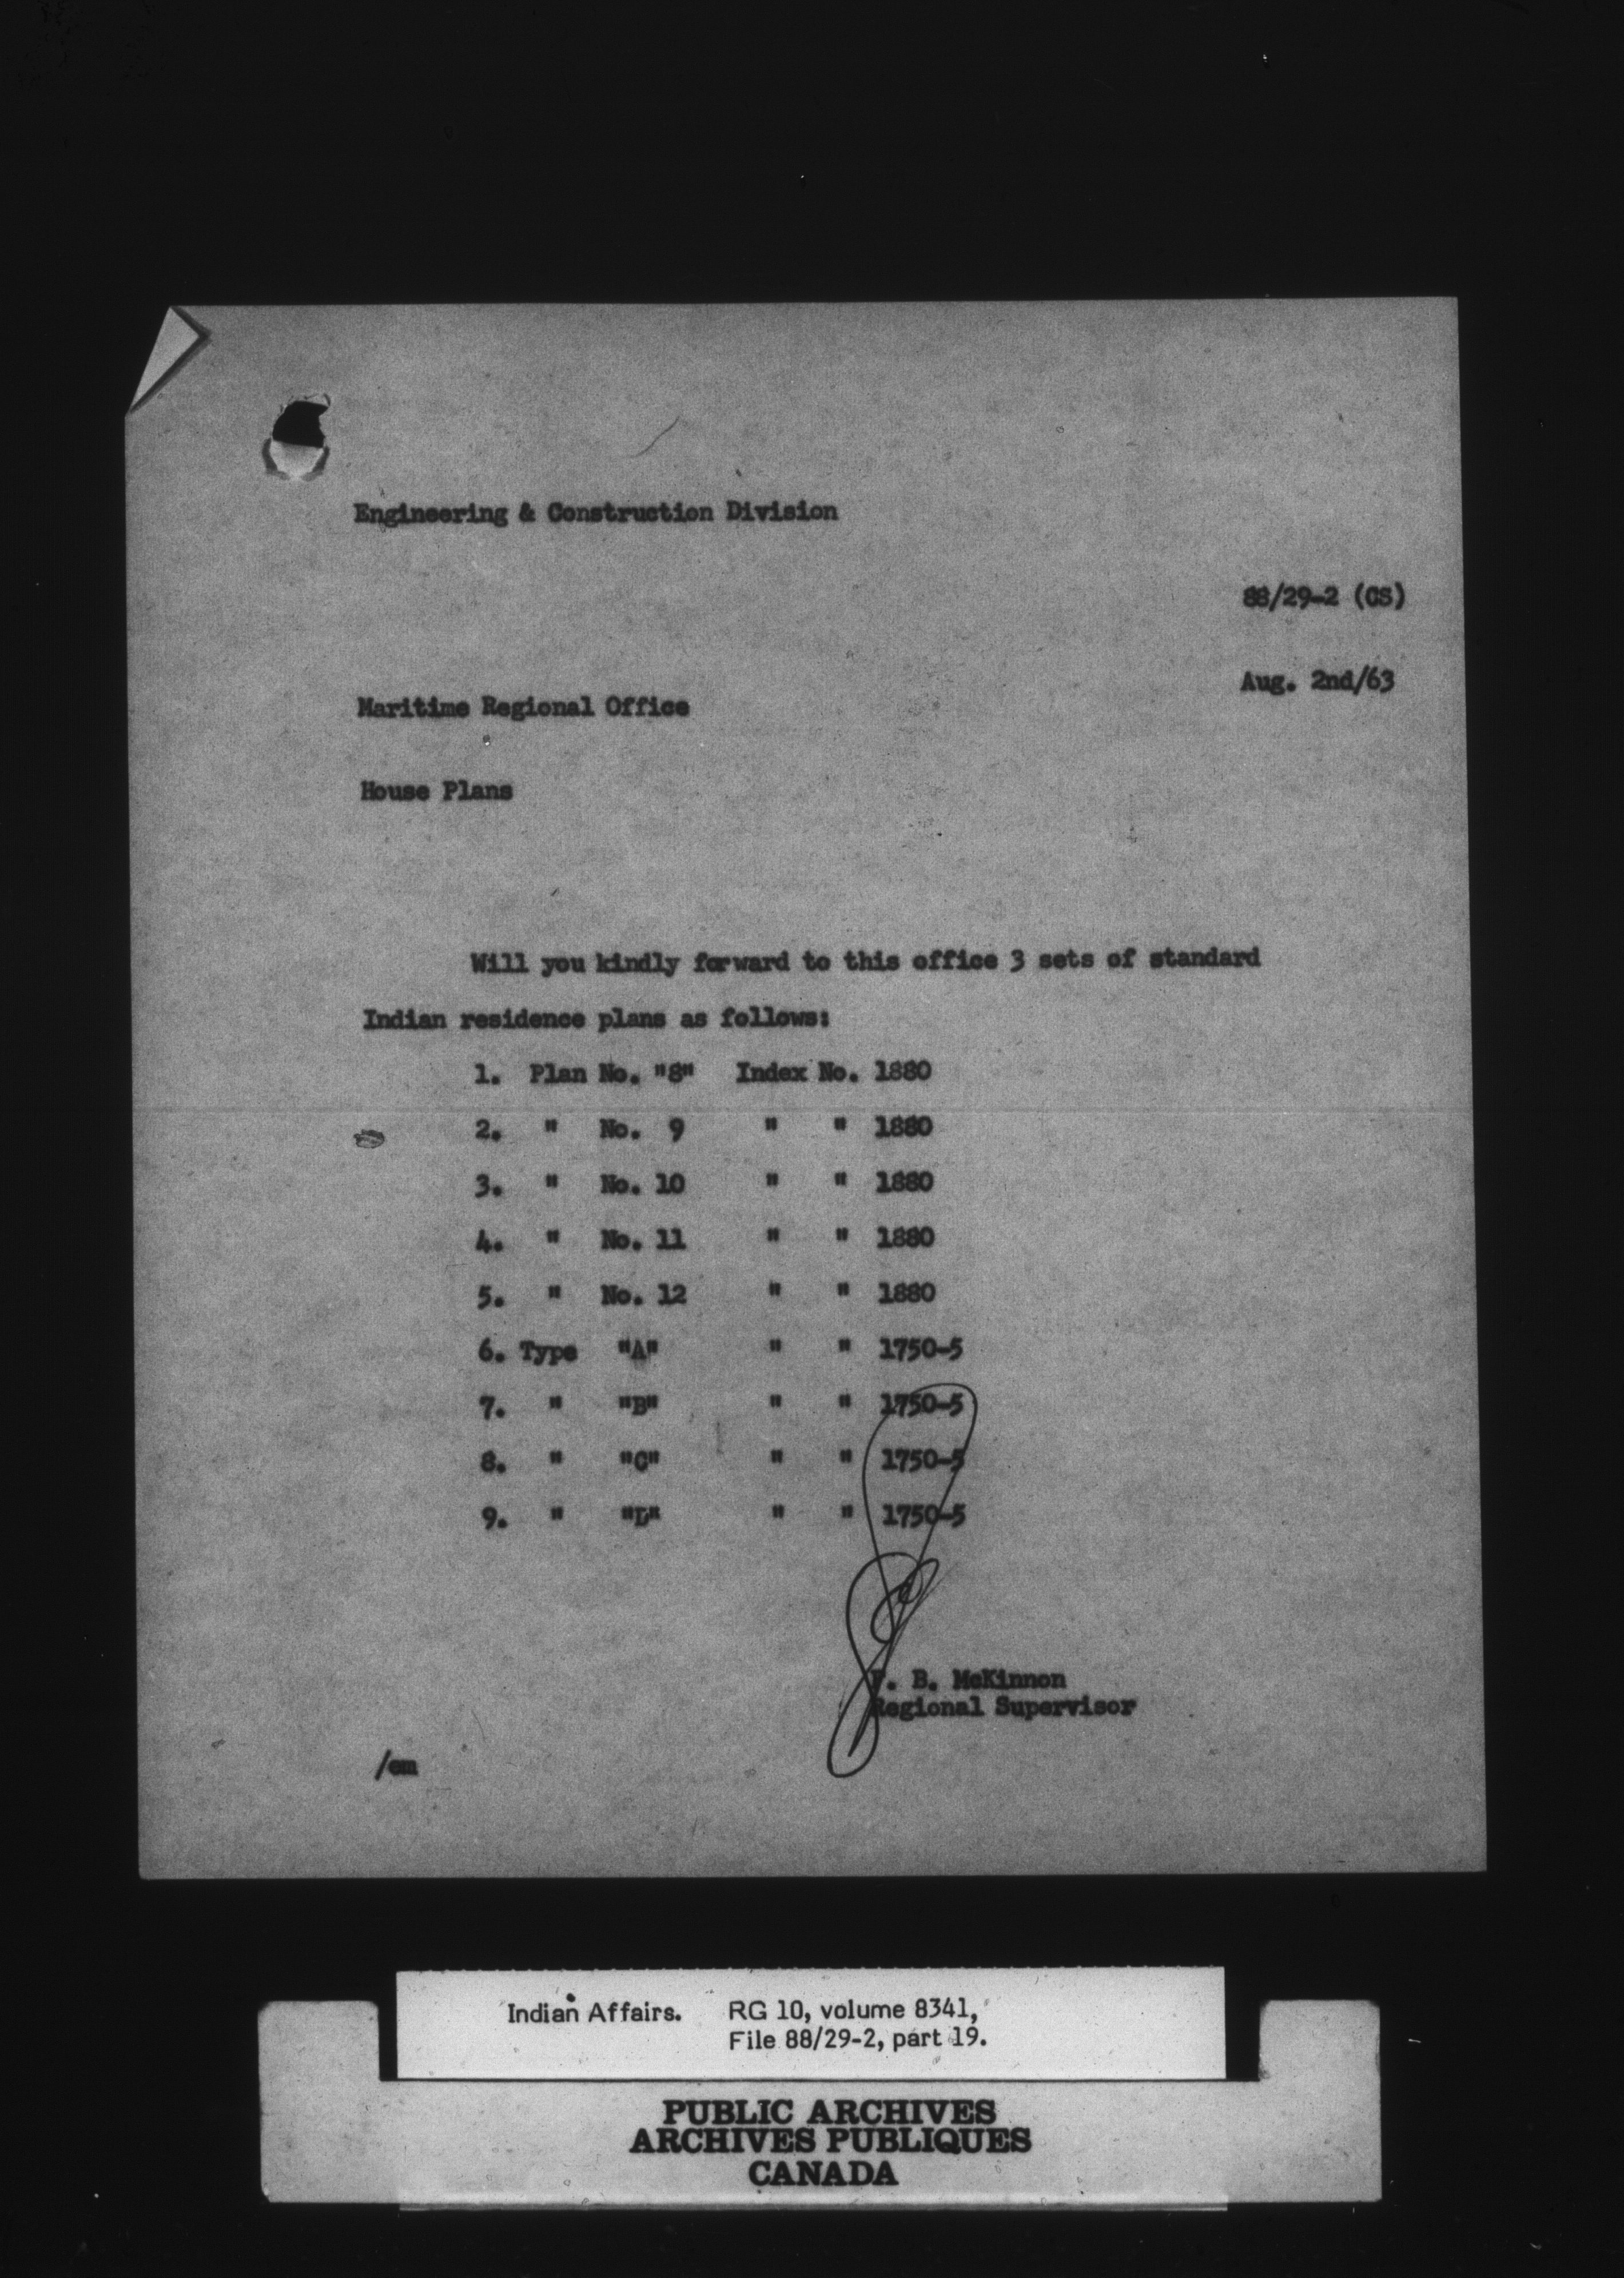 Engineering & Construction Division
88/29-2 (CS)
Aug. 2nd/63
Maritime Regional Office
House Plans
Will you kindly forward to this office 3 sets of standard
Indian residence plans as follows:
1. Plan No. "8" Index No. 1880
2. " No. 9 " " 1880
3. " No. 10 " " 1880
4. " No. 11 " " 1880
5. " No. 12 " " 1880
6. Type "A" " " 1750-5
7. " "B" " " 1750-5
8. " "C" " " 1750-5
9. " "D" " " 1750-5
F. B. McKinnon
Regional Supervisor
/em
Indian Affairs. RG 10, volume 8341,
File 88/29-2, part 19.
PUBLIC ARCHIVES
ARCHIVES PUBLIQUES
CANADA